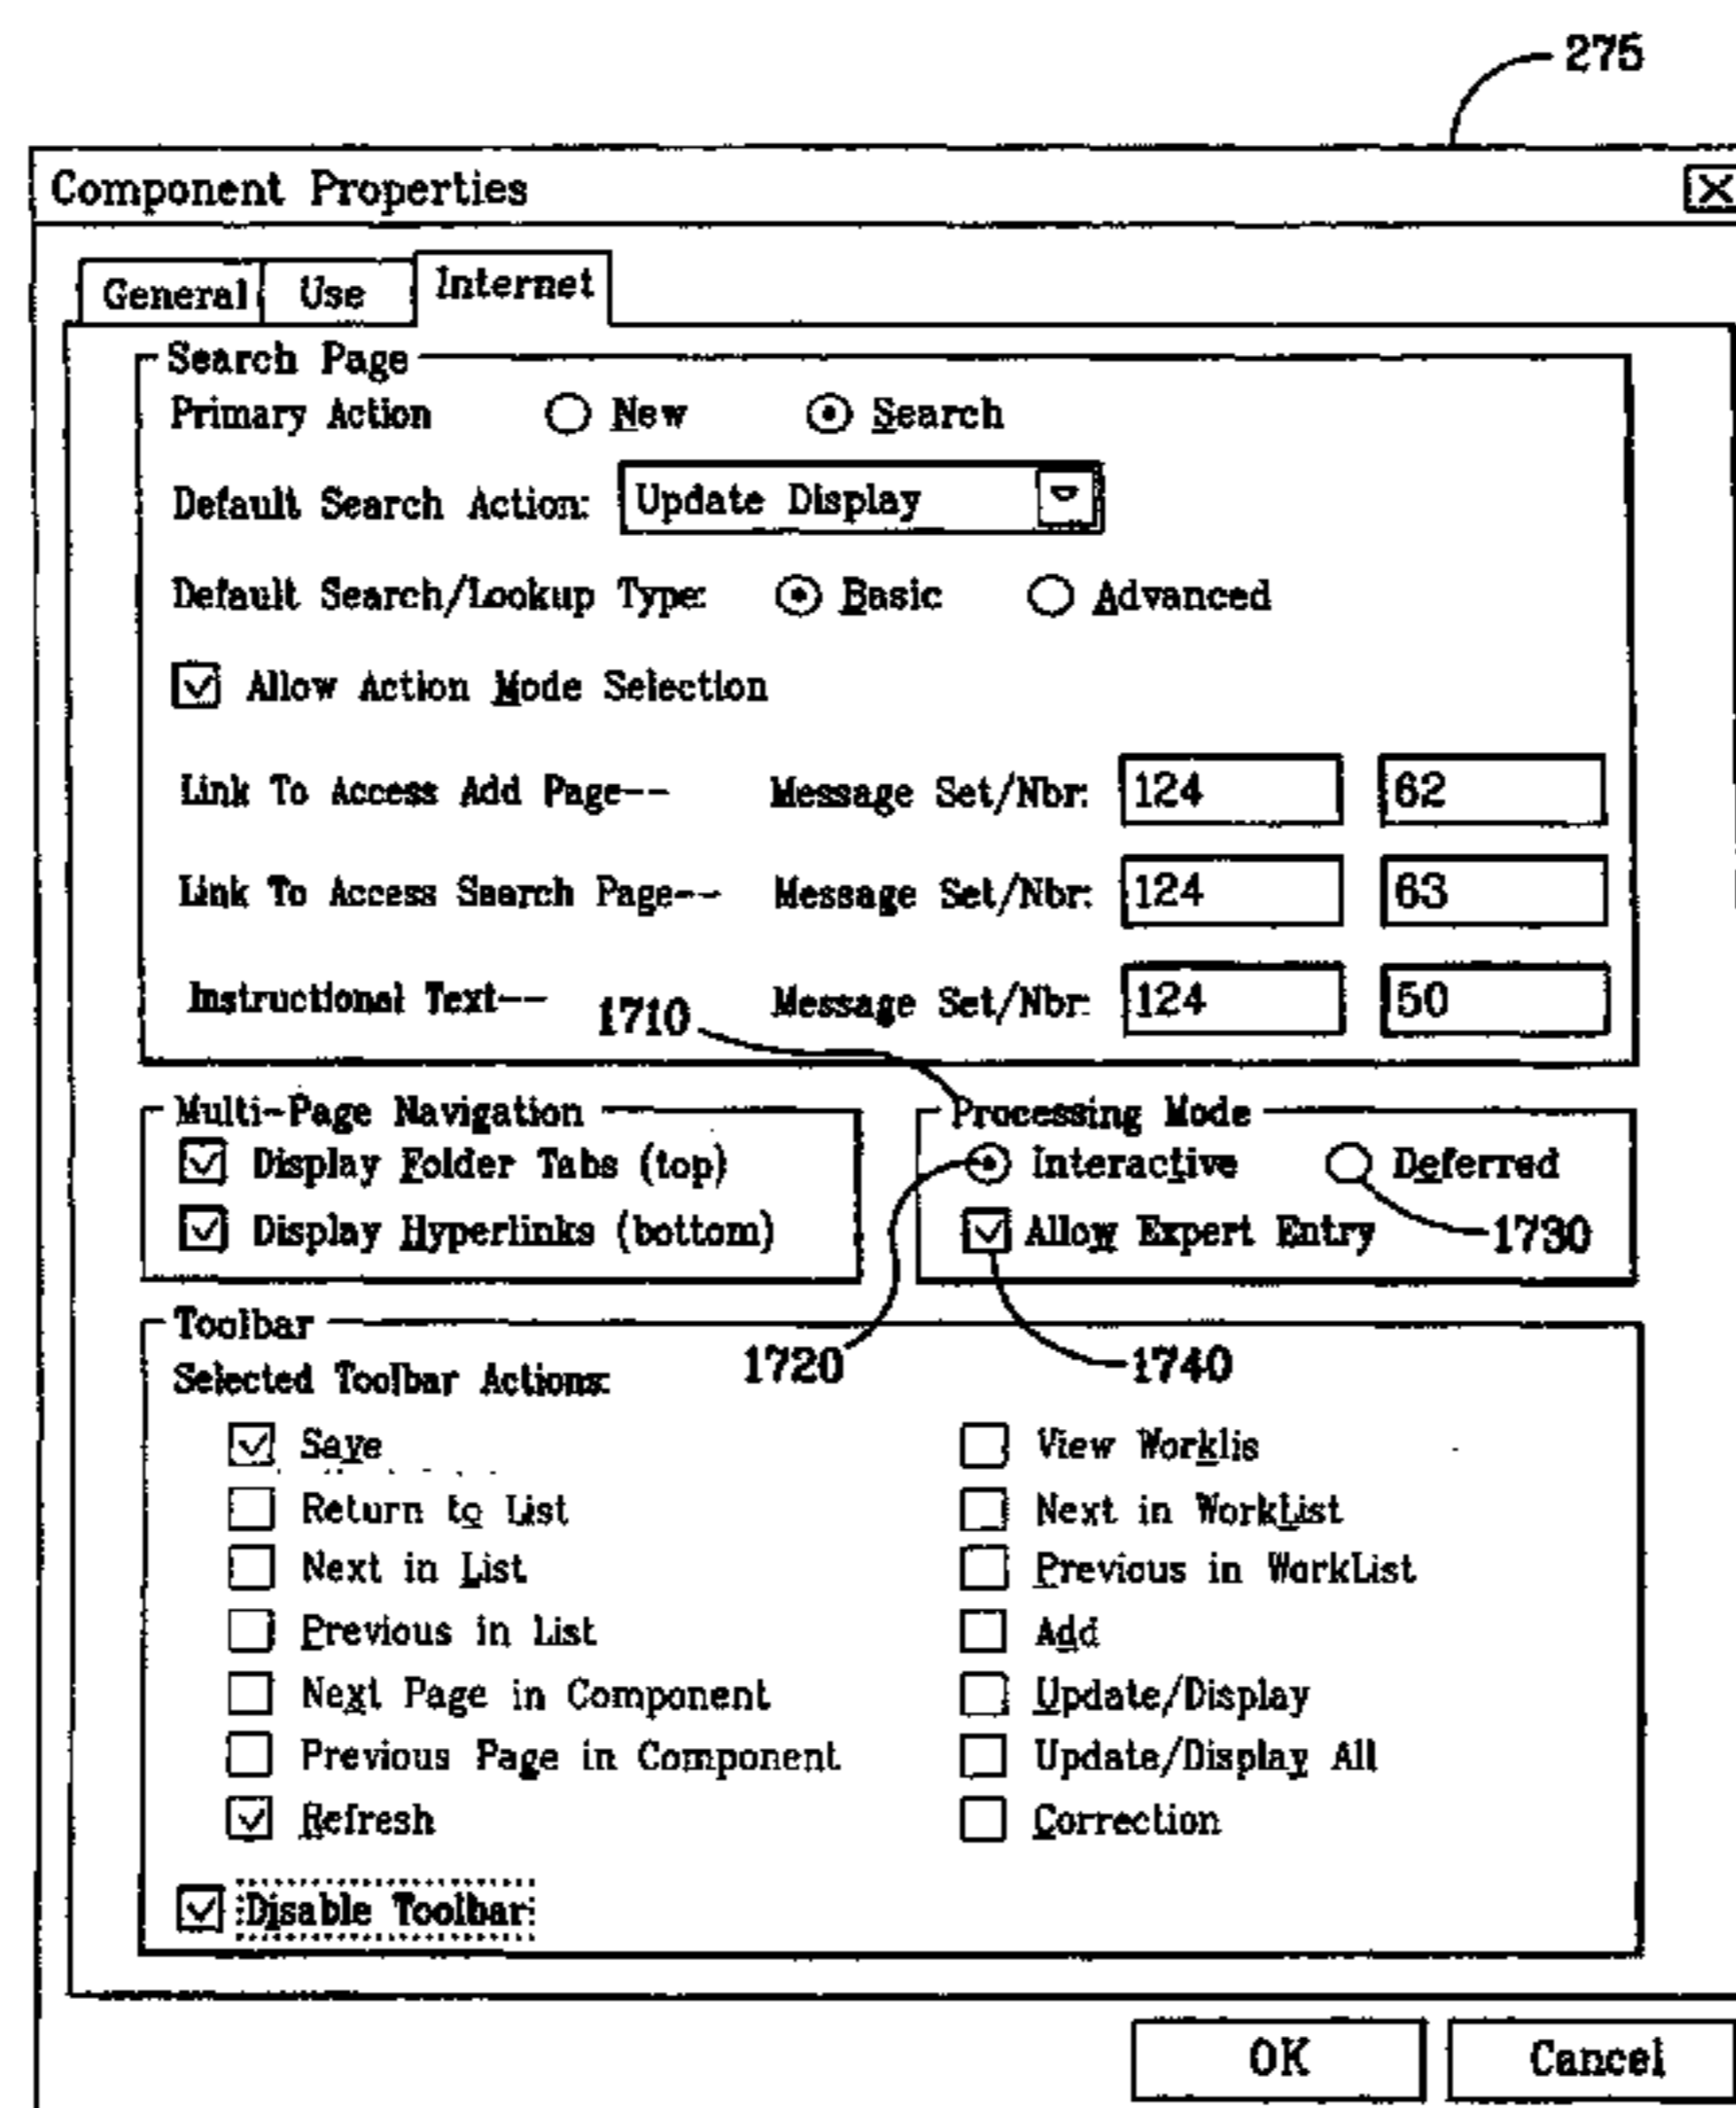 275
Component Properties
General Use Internet
Search Page
Primary Action New Search
Default Search Action: Update Display
Default Search/Lookup Type: Basic Advanced
Allow Action Mode Selection
Link To Access Add Page-- Message Set/Nbr: 124 62
Link To Access Search Page-- Message Set/Nbr: 124 63
Instructional Text-- 1710 Message Set/Nbr: 124 50
Multi-Page Navigation Processing Mode
Display Folder Tabs (top) Interactive Deferred
Display Hyperlinks (bottom) Allow Expert Entry 1730
Toolbar
1720 1740
Selected Toolbar Actions:
Save View Worklis
Return to List Next in WorkList
Next in List Previous in WorkList
Previous in List Add
Next Page in Component Update/Display
Previous Page in Component Update/Display All
Refresh Correction
Disable Toolbar
OK Cancel